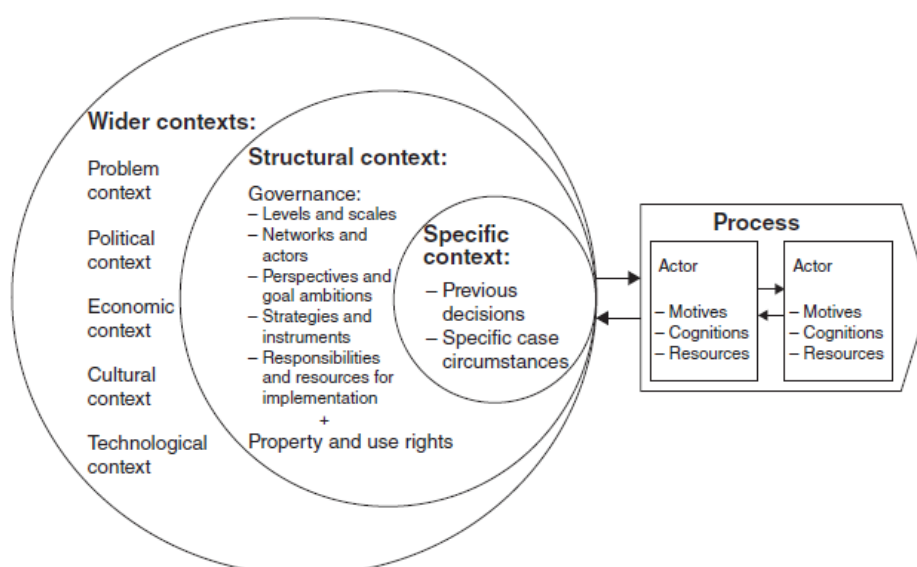 Wider contexts:
Problem
context
Political
context
Economic
context
Cultural
context
Technological
context
Structural context:
Governance:
– Levels and scales
– Networks and
actors
– Perspectives and
goal ambitions
– Strategies and
instruments
– Responsibilities
and resources for
implementation
+
Property and use rights
Specific
context:
– Previous
decisions
– Specific case
circumstances
Process
Actor
– Motives
– Cognitions
– Resources
Actor
– Motives
– Cognitions
– Resources